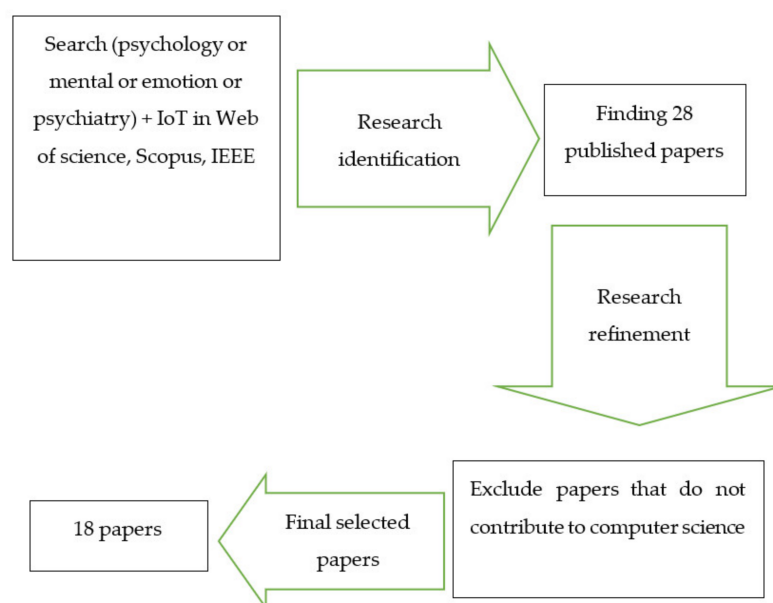 Search (psychology or
mental or emotion or
psychiatry) + IoT in Web
of science, Scopus, IEEE
Research
identification
Finding 28
published papers
Research
refinement
Exclude papers that do not
contribute to computer science
Final selected
papers
18 papers